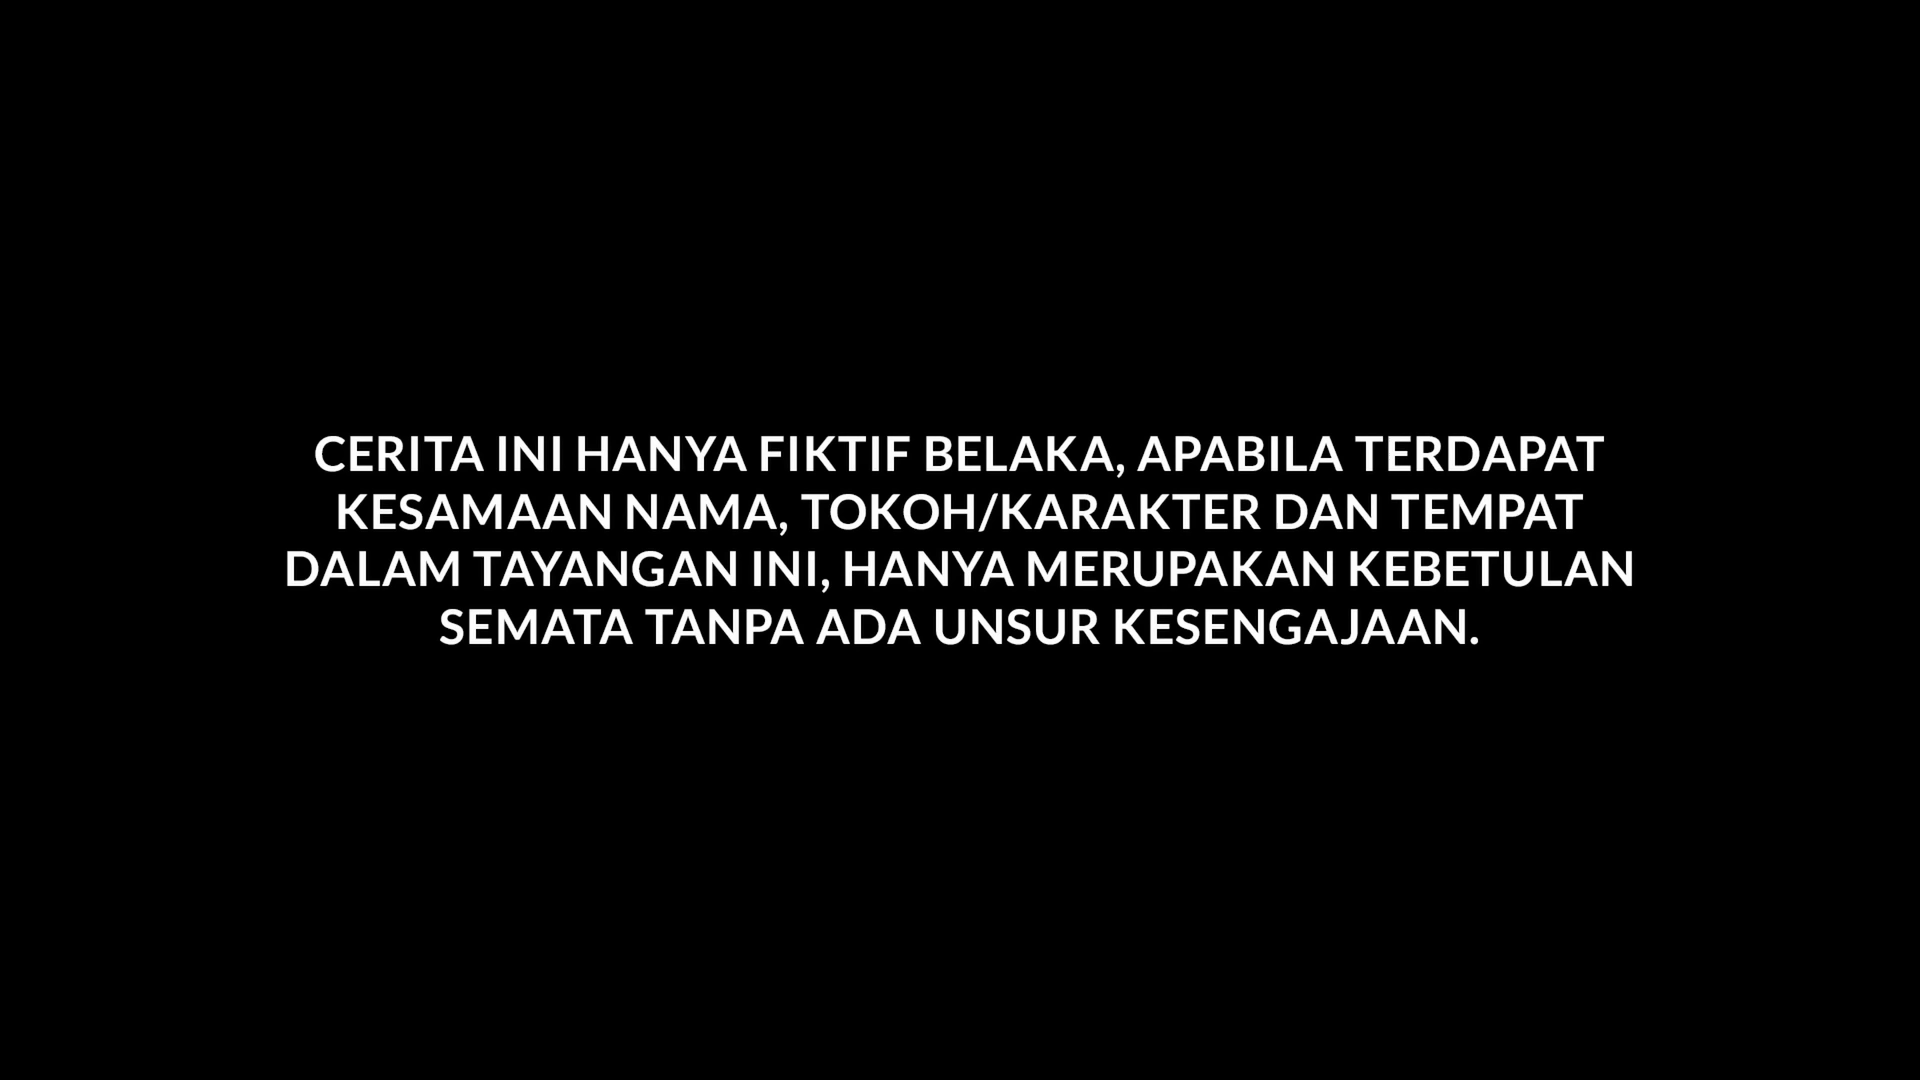 CERITA INI HANYA FIKTIF BELAKA, APABILA TERDAPAT
KESAMAAN NAMA, TOKOH/KARAKTER DAN TEMPAT
DALAM TAYANGAN INI, HANYA MERUPAKAN KEBETULAN
SEMATA TANPA ADA UNSUR KESENGAJAAN.